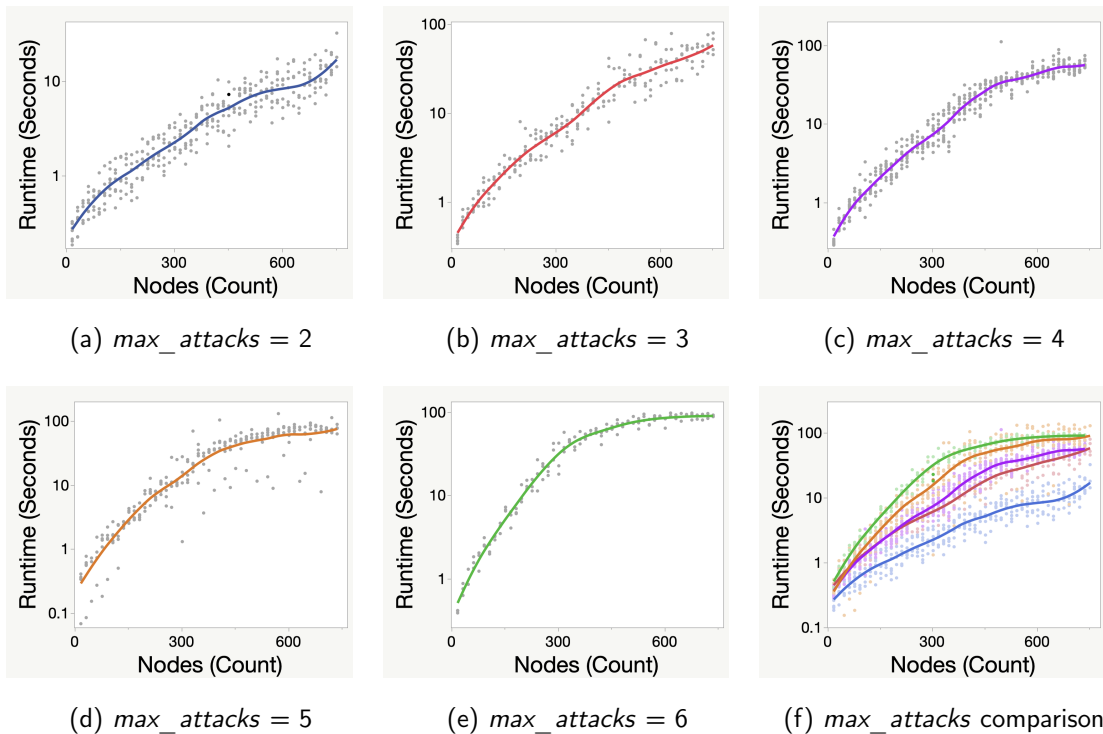 Runtime (Seconds)
10
1
0
300
600
Nodes (Count)
(a) max_attacks = 2
Runtime (Seconds)
100
10
1
0
300
600
Nodes (Count)
(b) max_attacks = 3
Runtime (Seconds)
100
10
1
0
300
600
Nodes (Count)
(c) max_attacks = 4
Runtime (Seconds)
100
10
1
0.1
0
300
600
Nodes (Count)
(d) max_attacks = 5
Runtime (Seconds)
100
10
1
0
300
600
Nodes (Count)
(e) max_attacks = 6
Runtime (Seconds)
100
10
1
0.1
0
300
600
Nodes (Count)
(f) max_attacks comparison